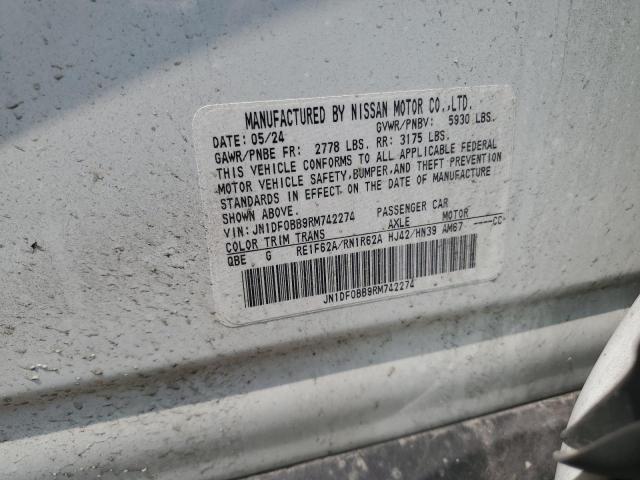 MANUFACTURED BY NISSAN MOTOR CO.,LTD.
DATE: 05/24 GVWR/PNBV: 5930 LBS.
GAWR/PNBE FR: 2778 LBS. RR: 3175 LBS.
THIS VEHICLE CONFORMS TO ALL APPLICABLE FEDERAL
MOTOR VEHICLE SAFETY, BUMPER, AND THEFT PREVENTION
STANDARDS IN EFFECT ON THE DATE OF MANUFACTURE
SHOWN ABOVE.
VIN: JN1DF0BB9RM742274 PASSENGER CAR
COLOR TRIM TRANS AXLE MOTOR
QBE G RE1F62A/RN1R62A HJ42/HN39 AM67 ----CC
JN1DF0BB9RM742274